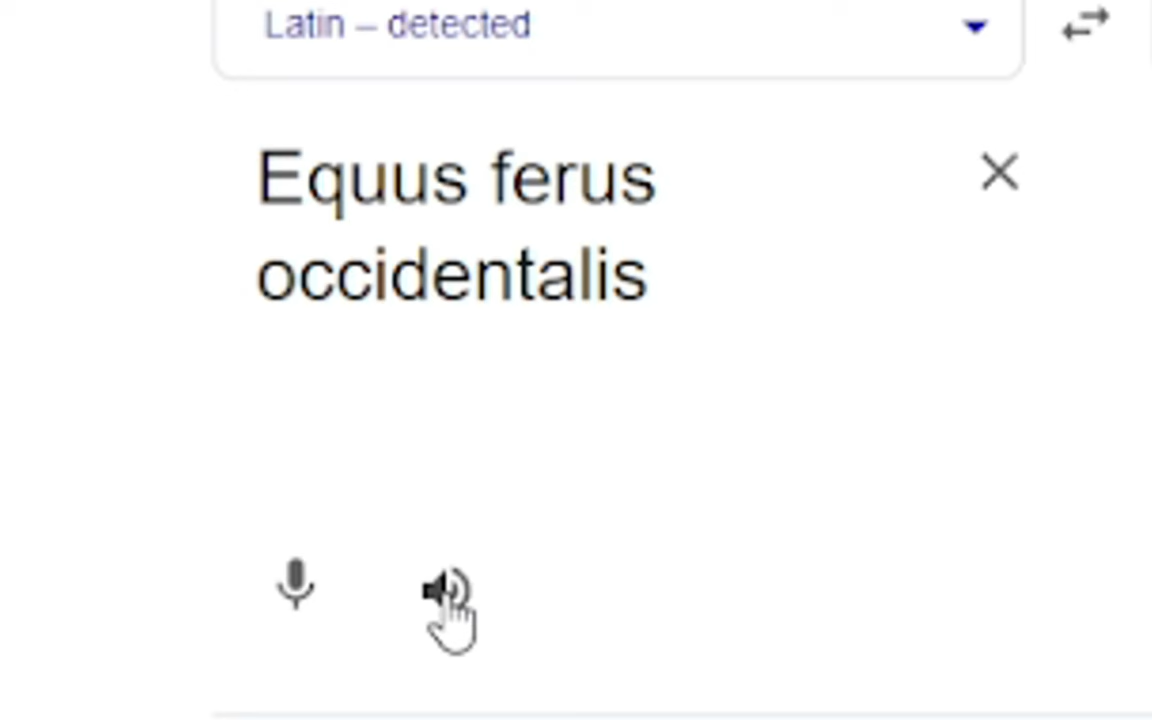 Latin – detected
Equus ferus
occidentalis